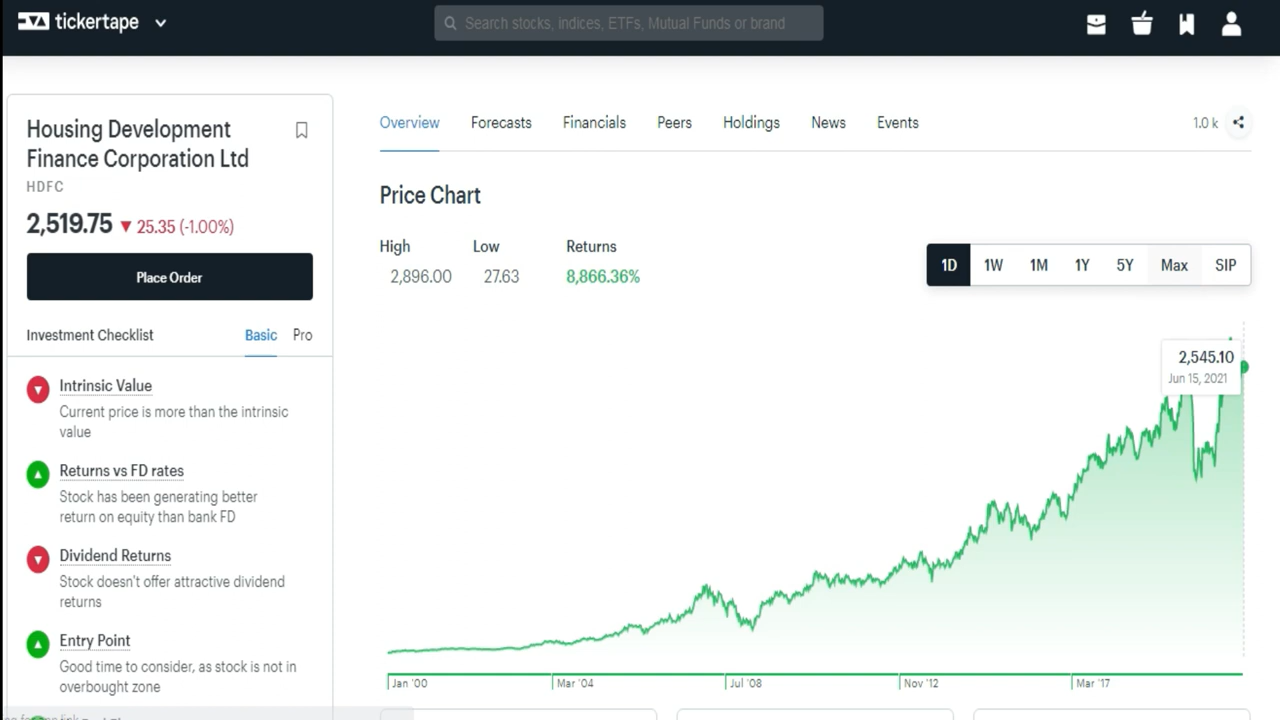 tickertape
Search stocks, indices, ETFs, Mutual Funds or brand
Housing Development
Finance Corporation Ltd
HDFC
2,519.75 ▼ 25.35 (-1.00%)
Place Order
Investment Checklist Basic Pro
Intrinsic Value
Current price is more than the intrinsic
value
Returns vs FD rates
Stock has been generating better
return on equity than bank FD
Dividend Returns
Stock doesn't offer attractive dividend
returns
Entry Point
Good time to consider, as stock is not in
overbought zone
Overview Forecasts Financials Peers Holdings News Events 1.0 k
Price Chart
High Low Returns
2,896.00 27.63 8,866.36%
1D 1W 1M 1Y 5Y Max SIP
2,545.10
Jun 15, 2021
Jan '00 Mar '04 Jul '08 Nov '12 Mar '17